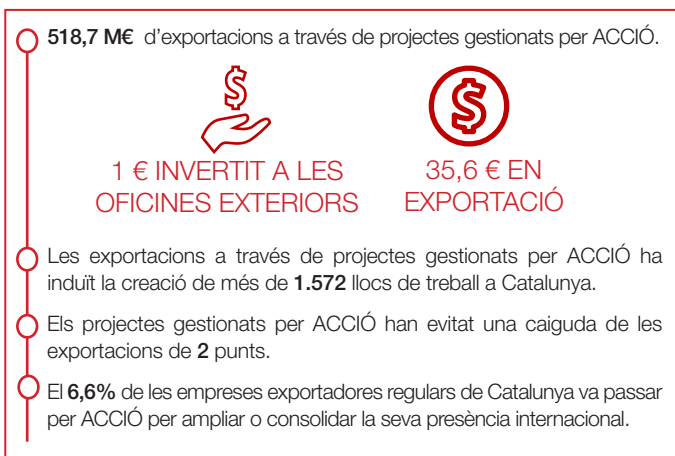 518,7 M€ d'exportacions a través de projectes gestionats per ACCIÓ.
1 € INVERTIT A LES
OFICINES EXTERIORS
35,6 € EN
EXPORTACIÓ
Les exportacions a través de projectes gestionats per ACCIÓ ha
induït la creació de més de 1.572 llocs de treball a Catalunya.
Els projectes gestionats per ACCIÓ han evitat una caiguda de les
exportacions de 2 punts.
El 6,6% de les empreses exportadores regulars de Catalunya va passar
per ACCIÓ per ampliar o consolidar la seva presència internacional.